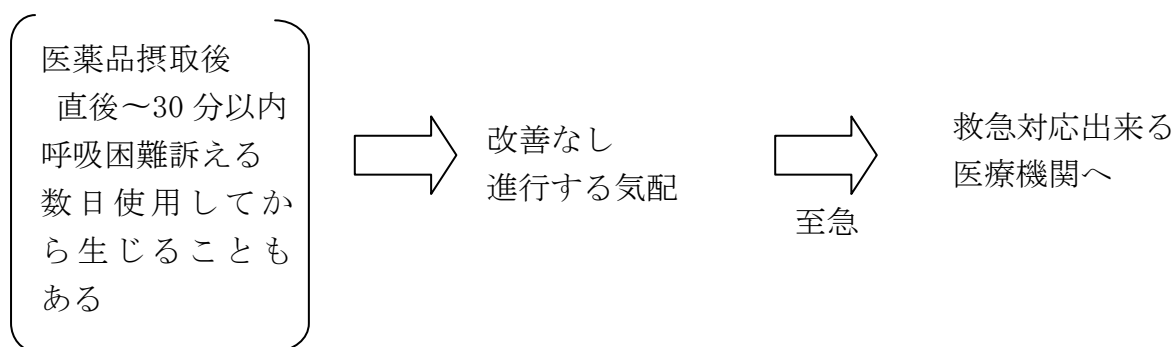 医薬品摂取後
直後～30 分以内
呼吸困難訴える
数日使用してか
ら生じることも
ある
改善なし
進行する気配
至急
救急対応出来る
医療機関へ